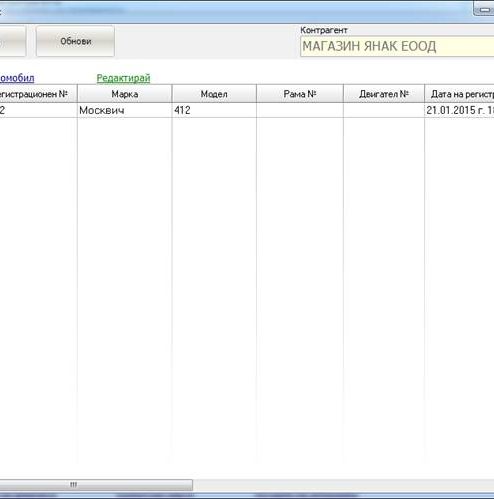 Контрагент
Обнови
МАГАЗИН ЯНАК ЕООД
омобил Редактирай
егистрационен № Марка Модел Рама № Двигател № Дата на регистр
2 Москвич 412 21.01.2015 г. 1